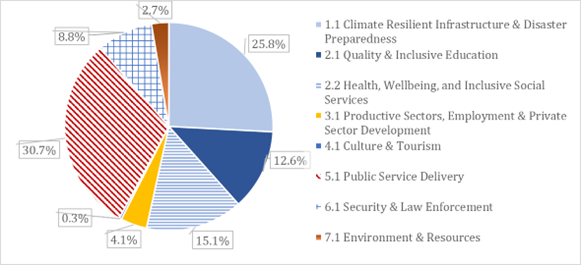 2.7%
8.8%
25.8%
30.7%
12.6%
0.3%
4.1%
15.1%
1.1 Climate Resilient Infrastructure & Disaster
Preparedness
2.1 Quality & Inclusive Education
2.2 Health, Wellbeing, and Inclusive Social
Services
3.1 Productive Sectors, Employment & Private
Sector Development
4.1 Culture & Tourism
5.1 Public Service Delivery
6.1 Security & Law Enforcement
7.1 Environment & Resources